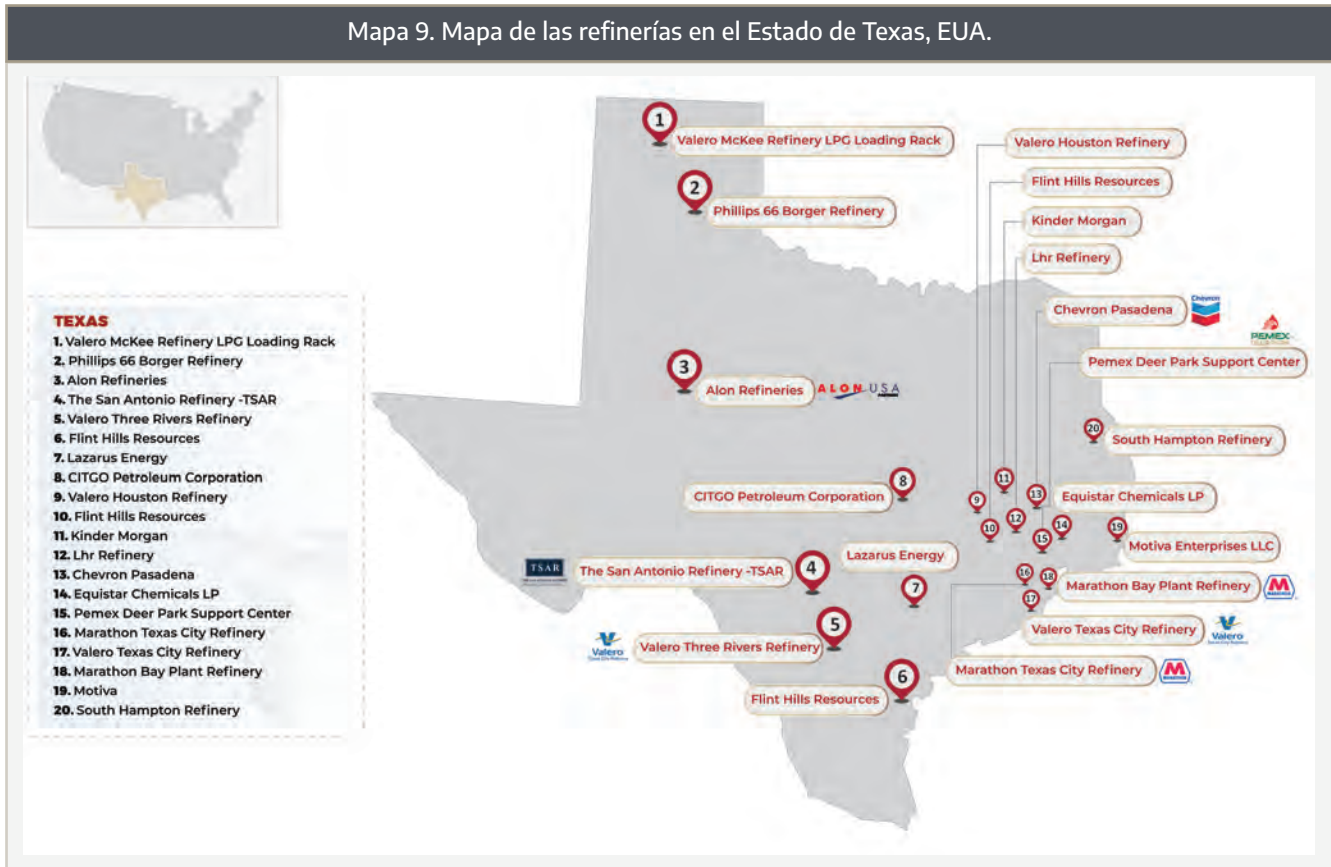 Mapa 9. Mapa de las refinerías en el Estado de Texas, EUA.
TEXAS
1. Valero McKee Refinery LPG Loading Rack
2. Phillips 66 Borger Refinery
3. Alon Refineries
4. The San Antonio Refinery -TSAR
5. Valero Three Rivers Refinery
6. Flint Hills Resources
7. Lazarus Energy
8. CITGO Petroleum Corporation
9. Valero Houston Refinery
10. Flint Hills Resources
11. Kinder Morgan
12. Lhr Refinery
13. Chevron Pasadena
14. Equistar Chemicals LP
15. Pemex Deer Park Support Center
16. Marathon Texas City Refinery
17. Valero Texas City Refinery
18. Marathon Bay Plant Refinery
19. Motiva
20. South Hampton Refinery
1
Valero McKee Refinery LPG Loading Rack
2
Phillips 66 Borger Refinery
3
Alon Refineries
ALON USA
8
CITGO Petroleum Corporation
TSAR
The San Antonio Refinery -TSAR
4
Lazarus Energy
7
Valero
Valero Three Rivers Refinery
5
Flint Hills Resources
6
Valero Houston Refinery
Flint Hills Resources
Kinder Morgan
Lhr Refinery
Chevron Pasadena
Chevron
PEMEX
Pemex Deer Park Support Center
20
South Hampton Refinery
9
10
11
12
13
14
15
Equistar Chemicals LP
19
Motiva Enterprises LLC
16
18
17
Marathon Bay Plant Refinery
MARATHON
Valero Texas City Refinery
Valero
Marathon Texas City Refinery
MARATHON